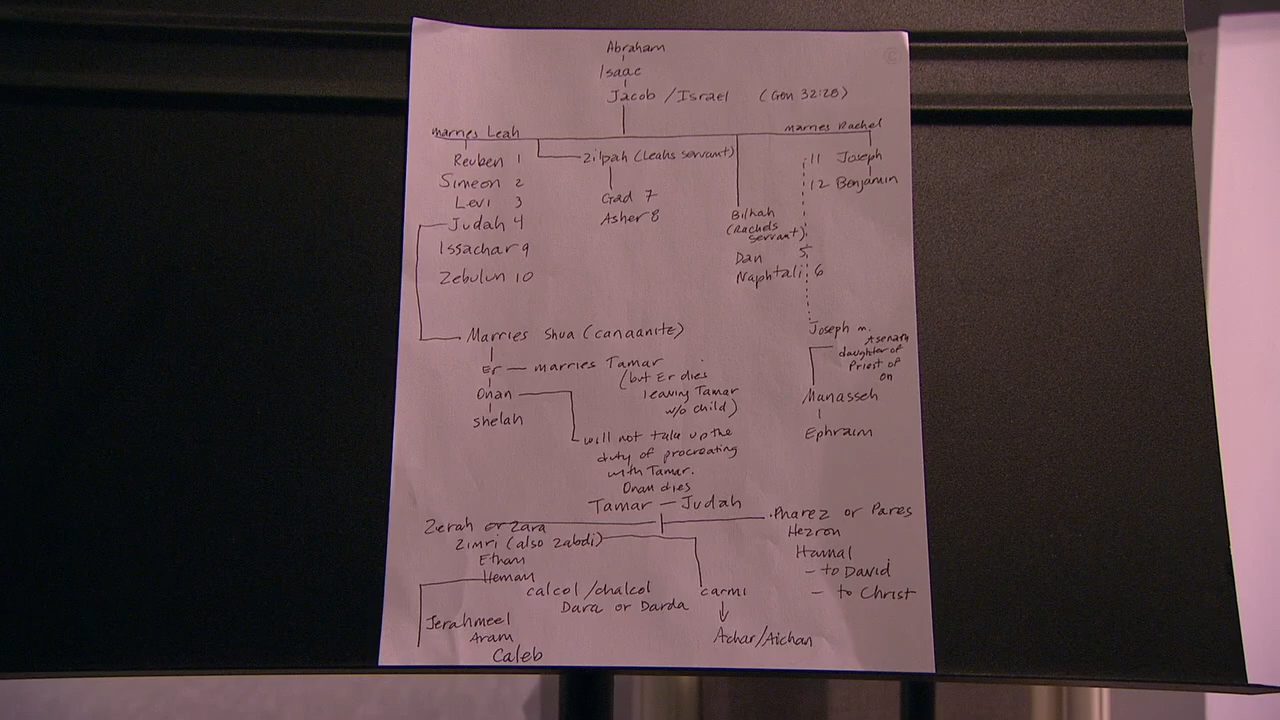 Abraham
Isaac
Jacob / Israel (Gen 32:28)
marries Leah
marries Rachel
Reuben 1
Simeon 2
Levi 3
Judah 4
Issachar 9
Zebulun 10
Zilpah (Leahs servant)
Gad 7
Asher 8
Bilhah
(Rachels
servant)
Dan 5
Naphtali 6
11 Joseph
12 Benjamin
Marries Shua (canaanite)
Er — marries Tamar
(but Er dies
leaving Tamar
w/o child)
Onan
Shelah
will not take up the
duty of procreating
with Tamar.
Onan dies
Joseph m.
Asenath
daughter of
Priest of
On
Manasseh
Ephraim
Tamar — Judah
Zerah or Zara
Zimri (also Zabdi)
Ethan
Heman
calcol / chalcol
Dara or Darda
Jerahmeel
Aram
Caleb
carmi
Achar/Aichan
Pharez or Pares
Hezron
Hamal
- to David
- to Christ